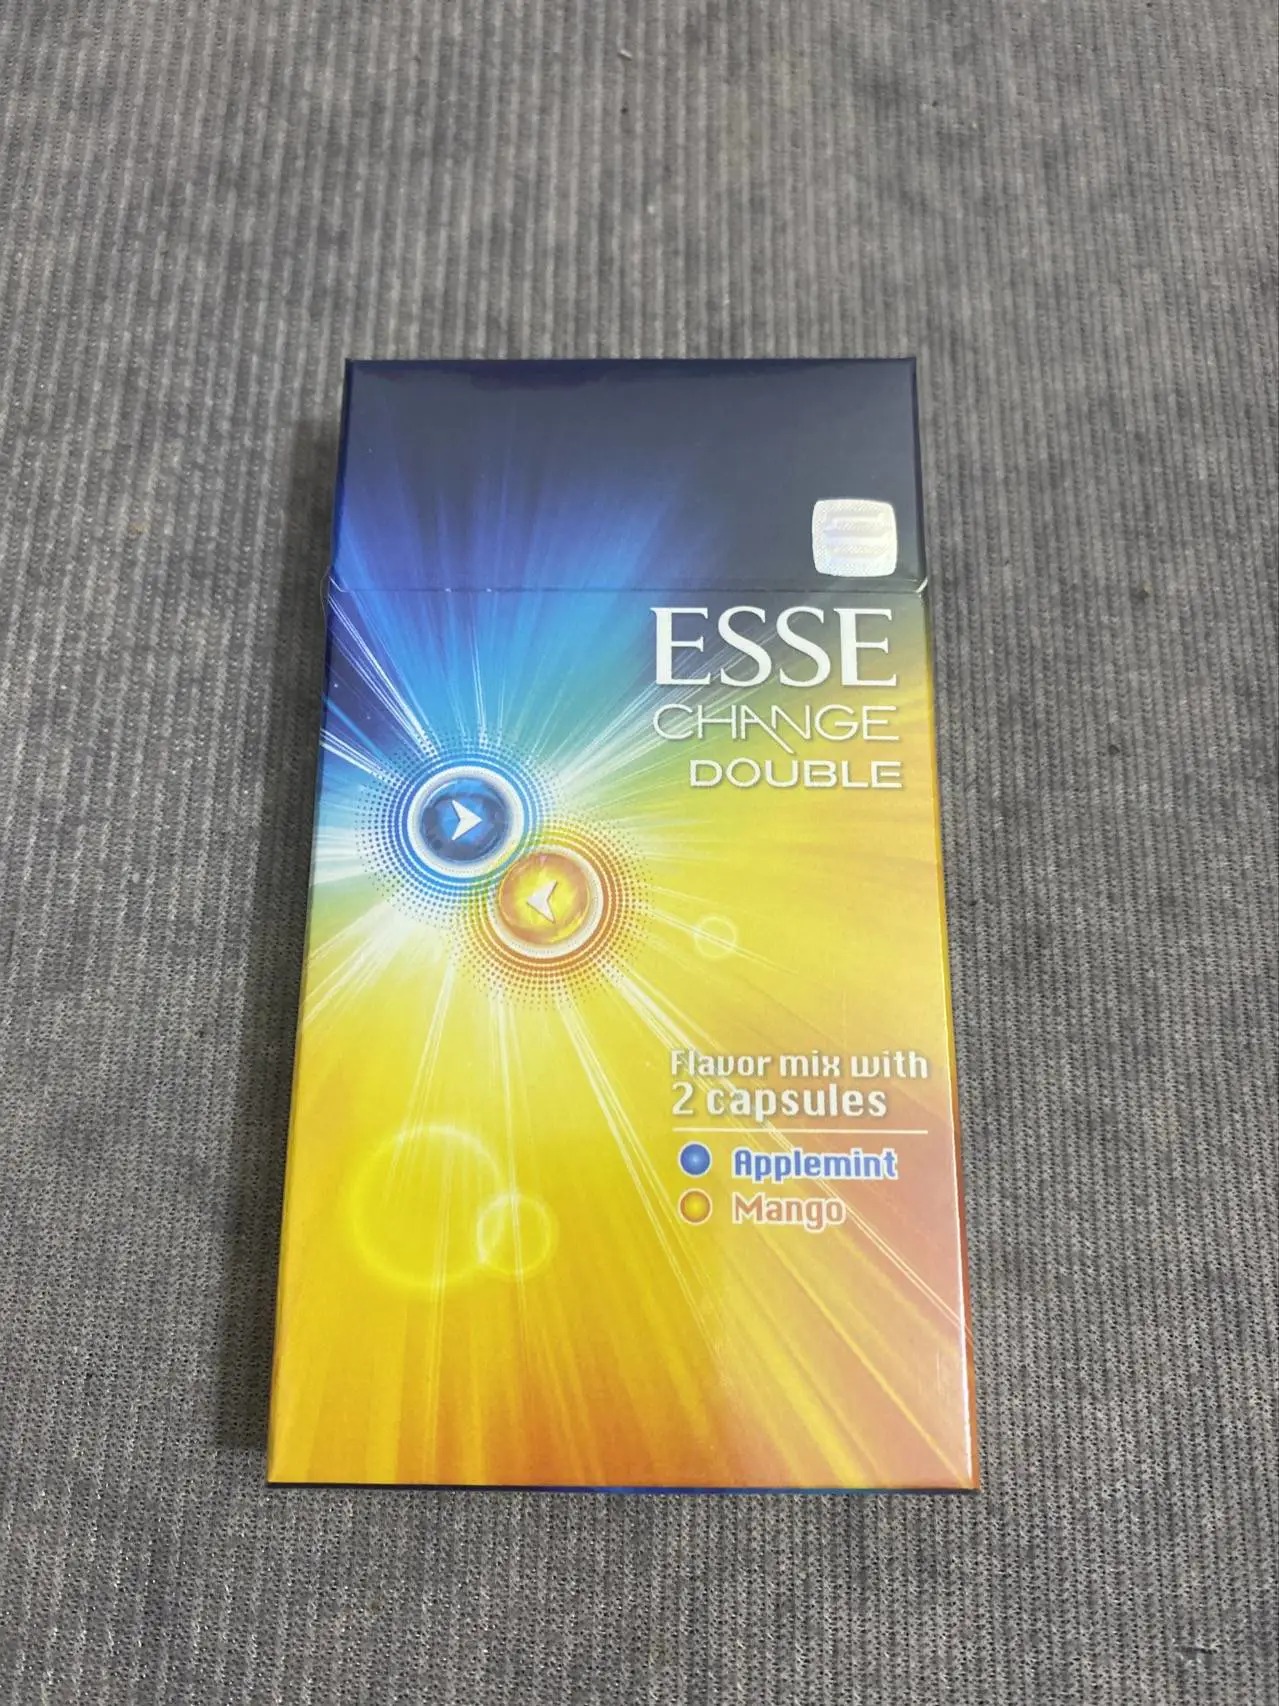 ESSE
CHANGE
DOUBLE
Flavor mix with
2 capsules
Applemint
Mango